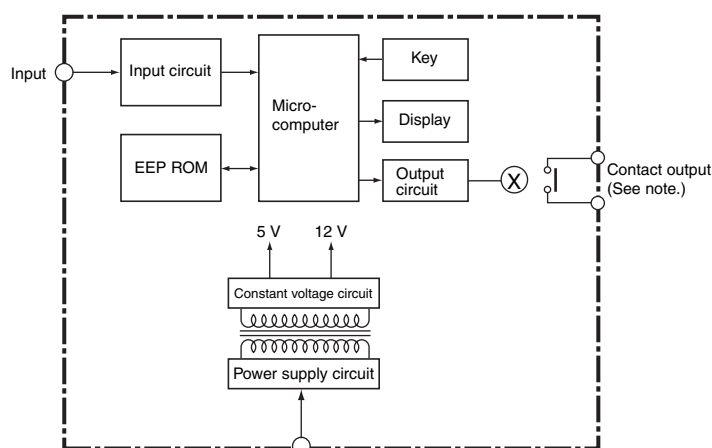 Input
Input circuit
Micro-
computer
Key
Display
EEP ROM
Output
circuit
X
Contact output
(See note.)
5 V
12 V
Constant voltage circuit
Power supply circuit